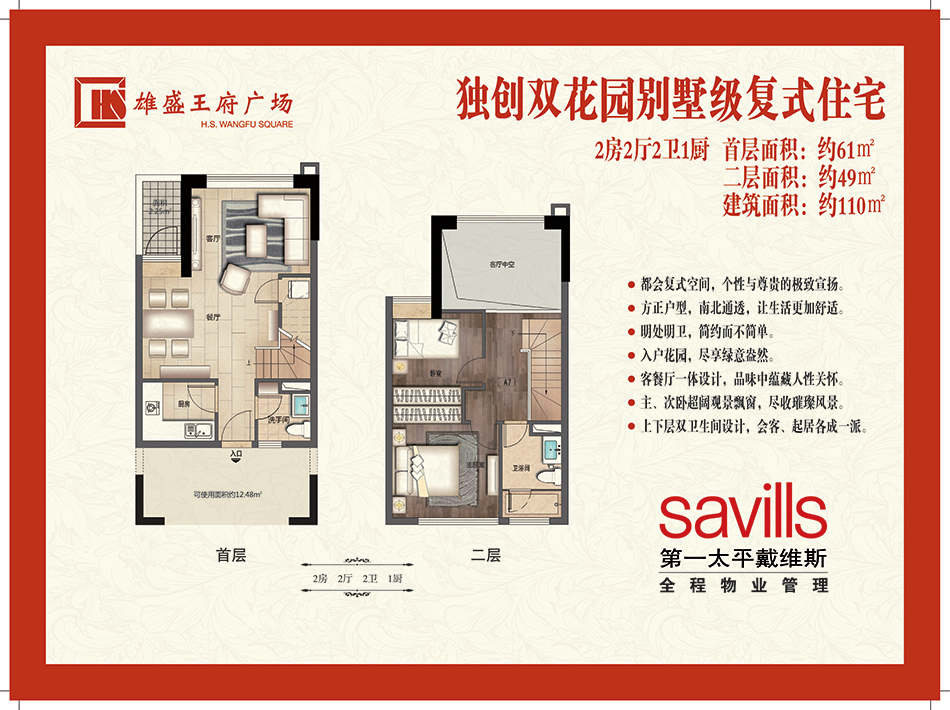 HS
雄盛王府广场
H.S. WANGFU SQUARE
独创双花园别墅级复式住宅
2房2厅2卫1厨 首层面积：约61㎡
二层面积：约49㎡
建筑面积：约110㎡
面积
2.25m²
客厅
餐厅
上
厨房
洗手间
入口
可使用面积约12.48m²
首层
客厅中空
下
卧室
主卧室
卫浴间
二层
2房 2厅 2卫 1厨
都会复式空间，个性与尊贵的极致宣扬。
方正户型，南北通透，让生活更加舒适。
明处明卫，简约而不简单。
入户花园，尽享绿意盎然。
客餐厅一体设计，品味中蕴藏人性关怀。
主、次卧超阔观景飘窗，尽收璀璨风景。
上下层双卫生间设计，会客、起居各成一派。
savills
第一太平戴维斯
全程物业管理